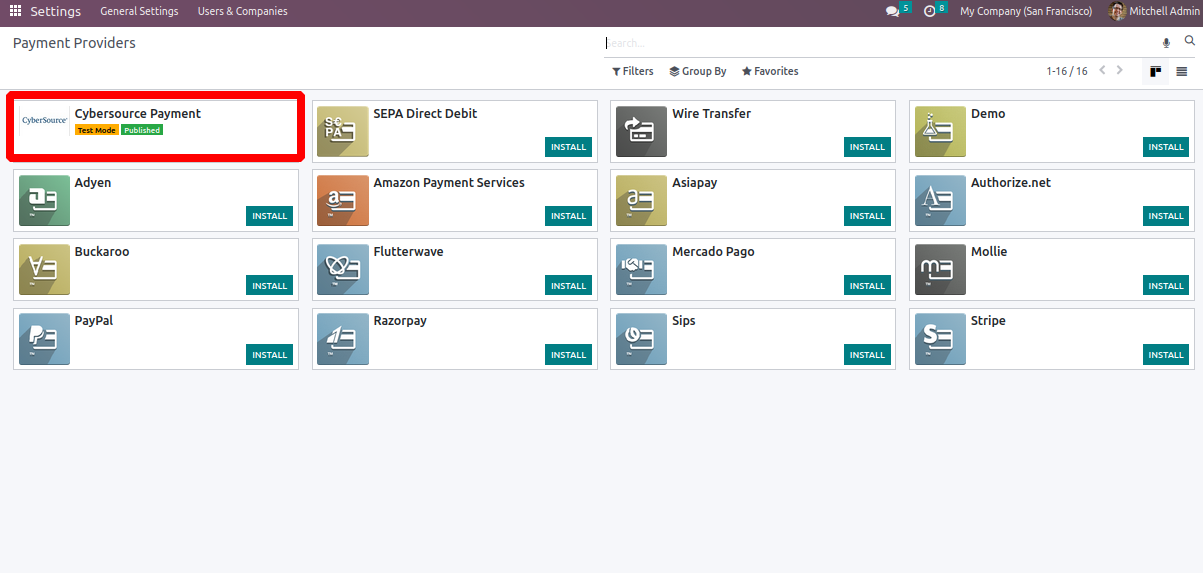 Settings General Settings Users & Companies 5 8 My Company (San Francisco) Mitchell Admin
Payment Providers Search...
Filters Group By Favorites 1-16 / 16
CyberSource Cybersource Payment
Test Mode Published
SEPA SEPA Direct Debit
INSTALL
Wire Transfer
INSTALL
Demo
INSTALL
Adyen
INSTALL
Amazon Payment Services
INSTALL
Asiapay
INSTALL
Authorize.net
INSTALL
Buckaroo
INSTALL
Flutterwave
INSTALL
Mercado Pago
INSTALL
Mollie
INSTALL
PayPal
INSTALL
Razorpay
INSTALL
Sips
INSTALL
Stripe
INSTALL